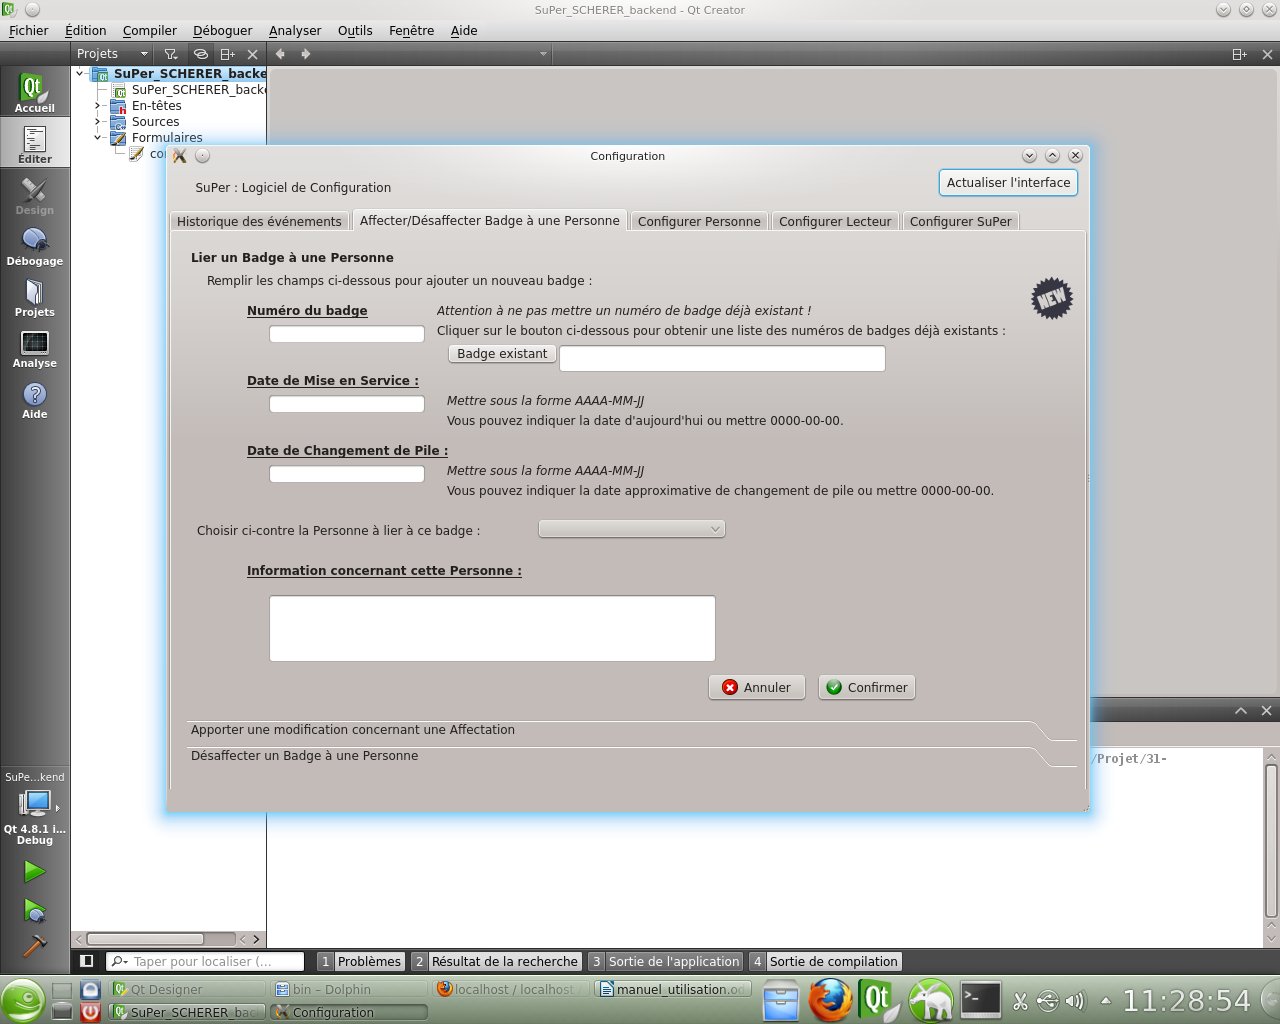 SuPer_SCHERER_backend - Qt Creator
Fichier Édition Compiler Déboguer Analyser Outils Fenêtre Aide
Projets
SuPer_SCHERER_backe
SuPer_SCHERER_backe
En-têtes
Sources
Formulaires
co
Accueil
Éditer
Design
Débogage
Projets
Analyse
Aide
Configuration
SuPer : Logiciel de Configuration
Actualiser l'interface
Historique des événements Affecter/Désaffecter Badge à une Personne Configurer Personne Configurer Lecteur Configurer SuPer
Lier un Badge à une Personne
Remplir les champs ci-dessous pour ajouter un nouveau badge :
NEW
Numéro du badge
Attention à ne pas mettre un numéro de badge déjà existant !
Cliquer sur le bouton ci-dessous pour obtenir une liste des numéros de badges déjà existants :
Badge existant
Date de Mise en Service :
Mettre sous la forme AAAA-MM-JJ
Vous pouvez indiquer la date d'aujourd'hui ou mettre 0000-00-00.
Date de Changement de Pile :
Mettre sous la forme AAAA-MM-JJ
Vous pouvez indiquer la date approximative de changement de pile ou mettre 0000-00-00.
Choisir ci-contre la Personne à lier à ce badge :
Information concernant cette Personne :
Annuler Confirmer
Apporter une modification concernant une Affectation
Désaffecter un Badge à une Personne
/Projet/31-
SuPe...kend
Qt 4.8.1 i...
Debug
Taper pour localiser (...
1 Problèmes 2 Résultat de la recherche 3 Sortie de l'application 4 Sortie de compilation
Qt Designer bin – Dolphin localhost / localhost / manuel_utilisation.od
SuPer_SCHERER_bac Configuration
11:28:54